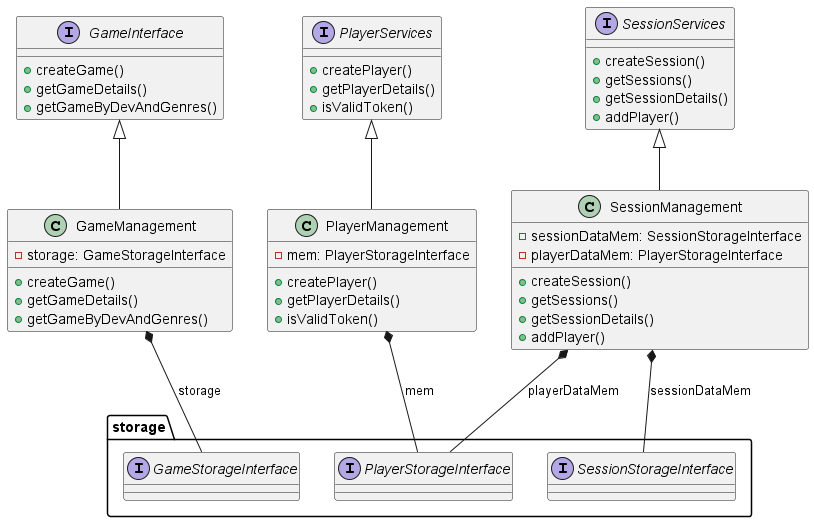 I GameInterface
createGame()
getGameDetails()
getGameByDevAndGenres()
I PlayerServices
createPlayer()
getPlayerDetails()
isValidToken()
I SessionServices
createSession()
getSessions()
getSessionDetails()
addPlayer()
C GameManagement
storage: GameStorageInterface
createGame()
getGameDetails()
getGameByDevAndGenres()
C PlayerManagement
mem: PlayerStorageInterface
createPlayer()
getPlayerDetails()
isValidToken()
C SessionManagement
sessionDataMem: SessionStorageInterface
playerDataMem: PlayerStorageInterface
createSession()
getSessions()
getSessionDetails()
addPlayer()
storage
mem
playerDataMem
sessionDataMem
storage
I GameStorageInterface
I PlayerStorageInterface
I SessionStorageInterface